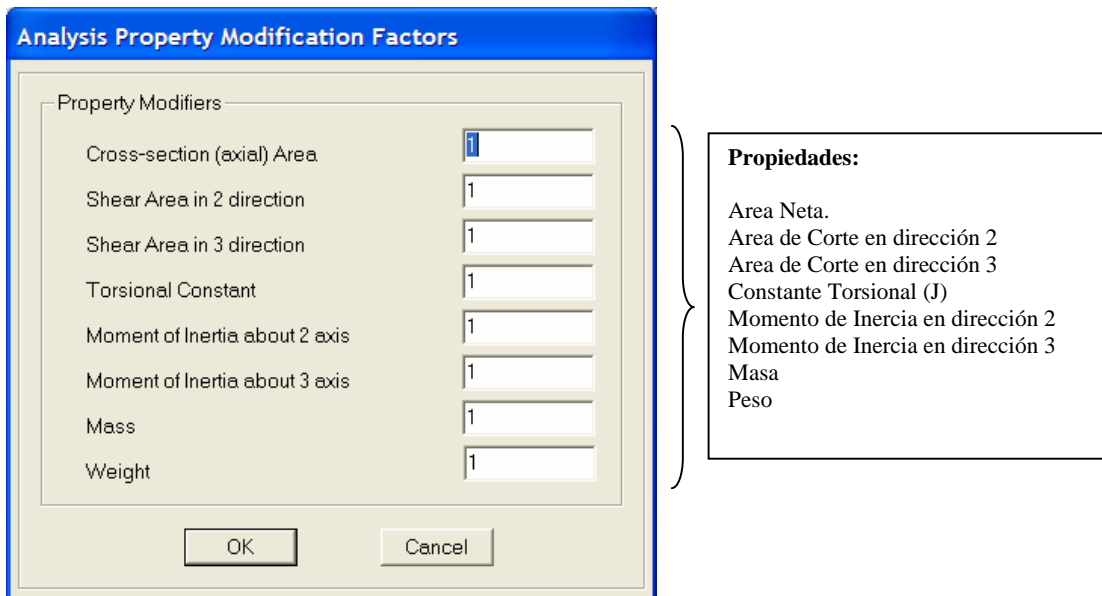 Analysis Property Modification Factors
Property Modifiers
Cross-section (axial) Area 1
Shear Area in 2 direction 1
Shear Area in 3 direction 1
Torsional Constant 1
Moment of Inertia about 2 axis 1
Moment of Inertia about 3 axis 1
Mass 1
Weight 1
OK Cancel
Propiedades:
Area Neta.
Area de Corte en dirección 2
Area de Corte en dirección 3
Constante Torsional (J)
Momento de Inercia en dirección 2
Momento de Inercia en dirección 3
Masa
Peso